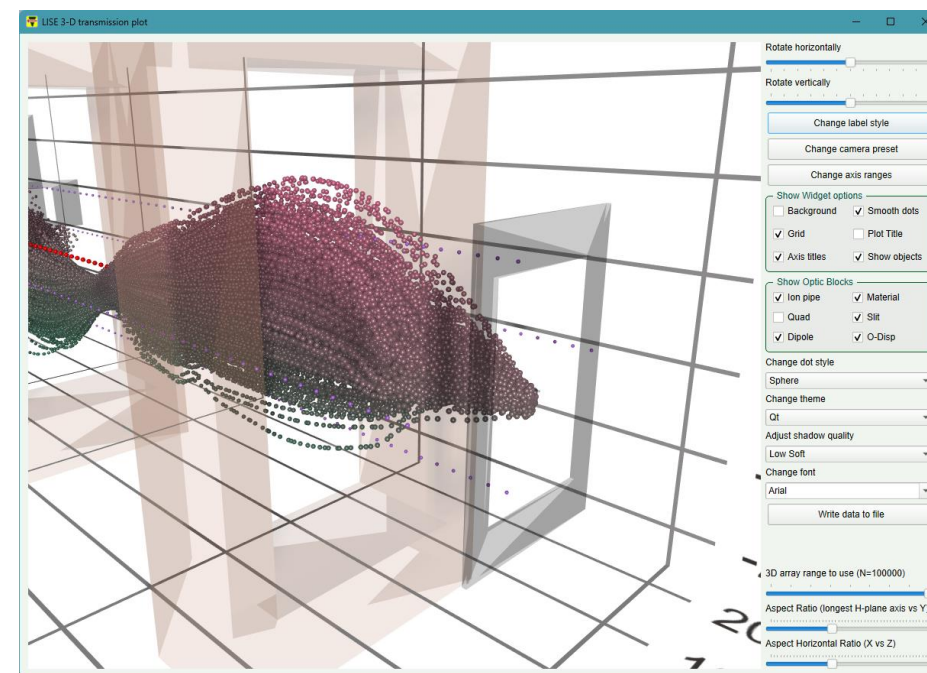 LISE 3-D transmission plot
Rotate horizontally
Rotate vertically
Change label style
Change camera preset
Change axis ranges
Show Widget options
Background Smooth dots
Grid Plot Title
Axis titles Show objects
Show Optic Blocks
Ion pipe Material
Quad Slit
Dipole O-Disp
Change dot style
Sphere
Change theme
Qt
Adjust shadow quality
Low Soft
Change font
Arial
Write data to file
3D array range to use (N=100000)
Aspect Ratio (longest H-plane axis vs Y)
Aspect Horizontal Ratio (X vs Z)